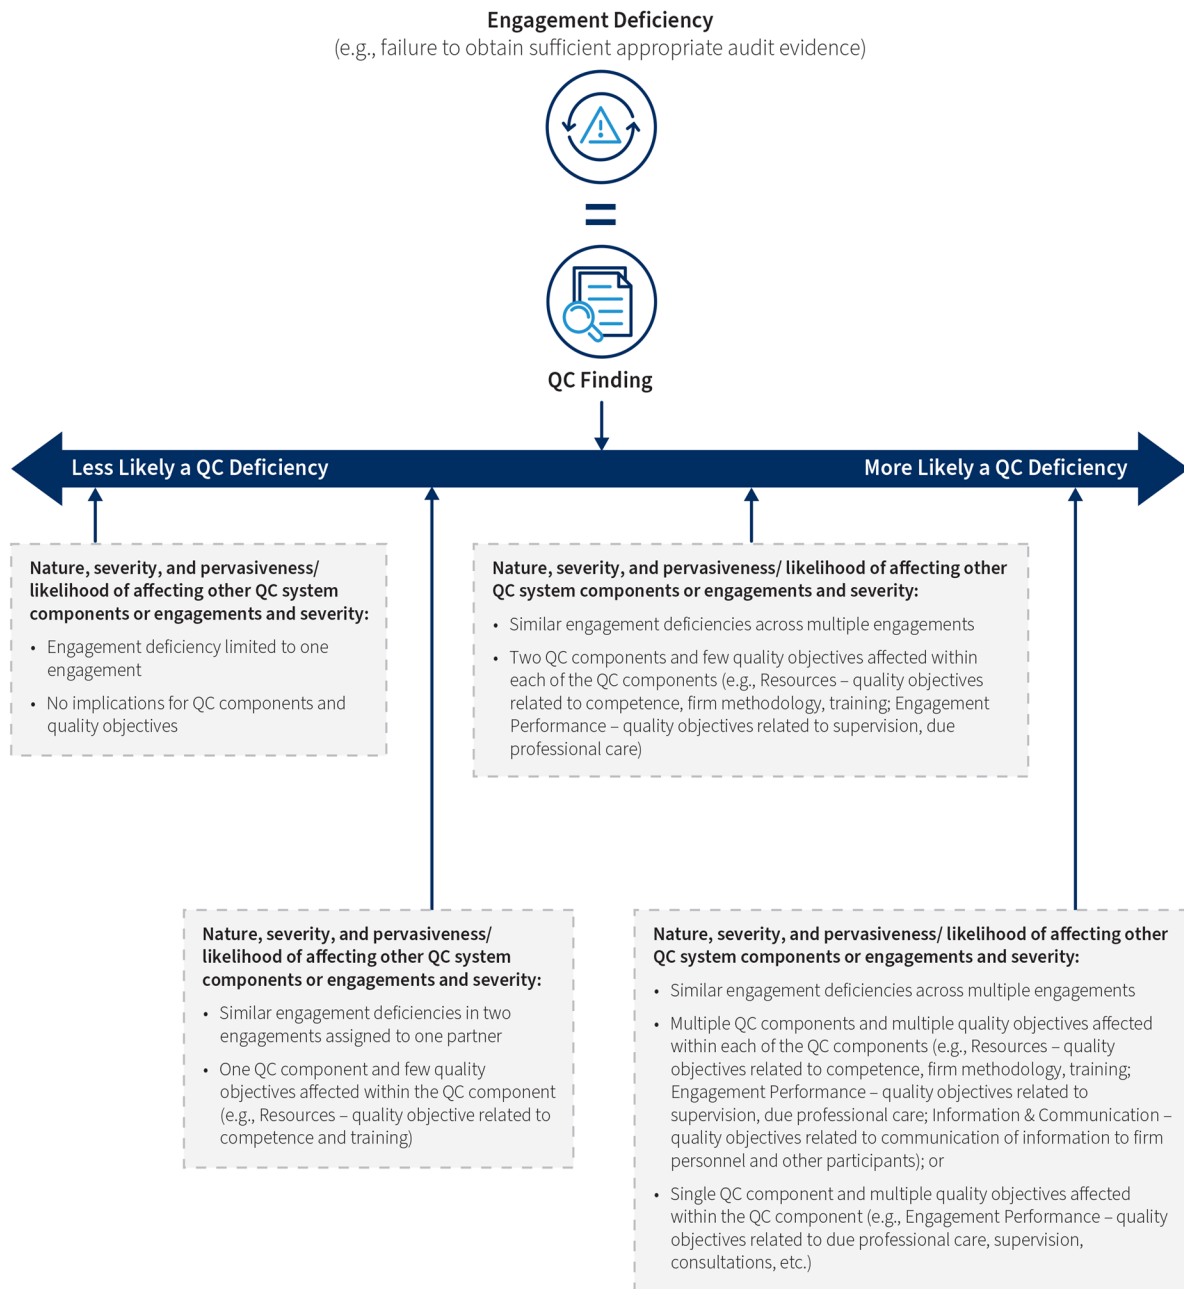 Engagement Deficiency
(e.g., failure to obtain sufficient appropriate audit evidence)
QC Finding
Less Likely a QC Deficiency
More Likely a QC Deficiency
Nature, severity, and pervasiveness/
likelihood of affecting other QC system
components or engagements and severity:
• Engagement deficiency limited to one
engagement
• No implications for QC components and
quality objectives
Nature, severity, and pervasiveness/ likelihood of affecting other
QC system components or engagements and severity:
• Similar engagement deficiencies across multiple engagements
• Two QC components and few quality objectives affected within
each of the QC components (e.g., Resources – quality objectives
related to competence, firm methodology, training; Engagement
Performance – quality objectives related to supervision, due
professional care)
Nature, severity, and pervasiveness/
likelihood of affecting other QC system
components or engagements and severity:
• Similar engagement deficiencies in two
engagements assigned to one partner
• One QC component and few quality
objectives affected within the QC component
(e.g., Resources – quality objective related to
competence and training)
Nature, severity, and pervasiveness/ likelihood of affecting other
QC system components or engagements and severity:
• Similar engagement deficiencies across multiple engagements
• Multiple QC components and multiple quality objectives affected
within each of the QC components (e.g., Resources – quality
objectives related to competence, firm methodology, training;
Engagement Performance – quality objectives related to
supervision, due professional care; Information & Communication –
quality objectives related to communication of information to firm
personnel and other participants); or
• Single QC component and multiple quality objectives affected
within the QC component (e.g., Engagement Performance – quality
objectives related to due professional care, supervision,
consultations, etc.)